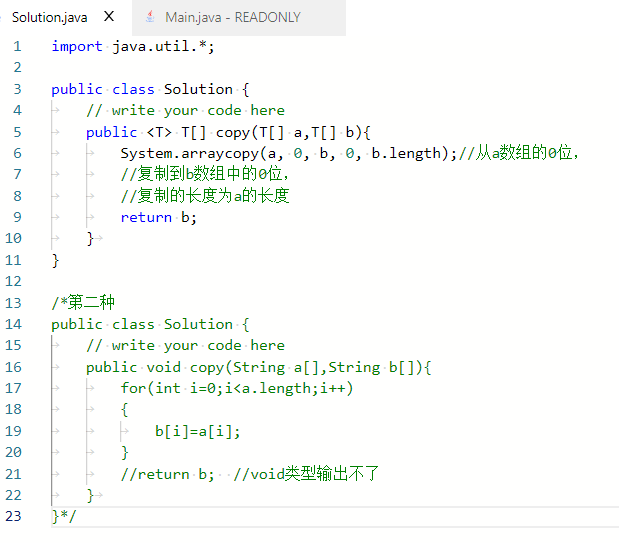 Solution.java X Main.java - READONLY
1 import java.util.*;
2
3 public class Solution {
4 // write your code here
5 public <T> T[] copy(T[] a,T[] b){
6 System.arraycopy(a, 0, b, 0, b.length);//从a数组的0位，
7 //复制到b数组中的0位，
8 //复制的长度为a的长度
9 return b;
10 }
11 }
12
13 /*第二种
14 public class Solution {
15 // write your code here
16 public void copy(String a[],String b[]){
17 for(int i=0;i<a.length;i++)
18 {
19 b[i]=a[i];
20 }
21 //return b; //void类型输出不了
22 }
23 }*/